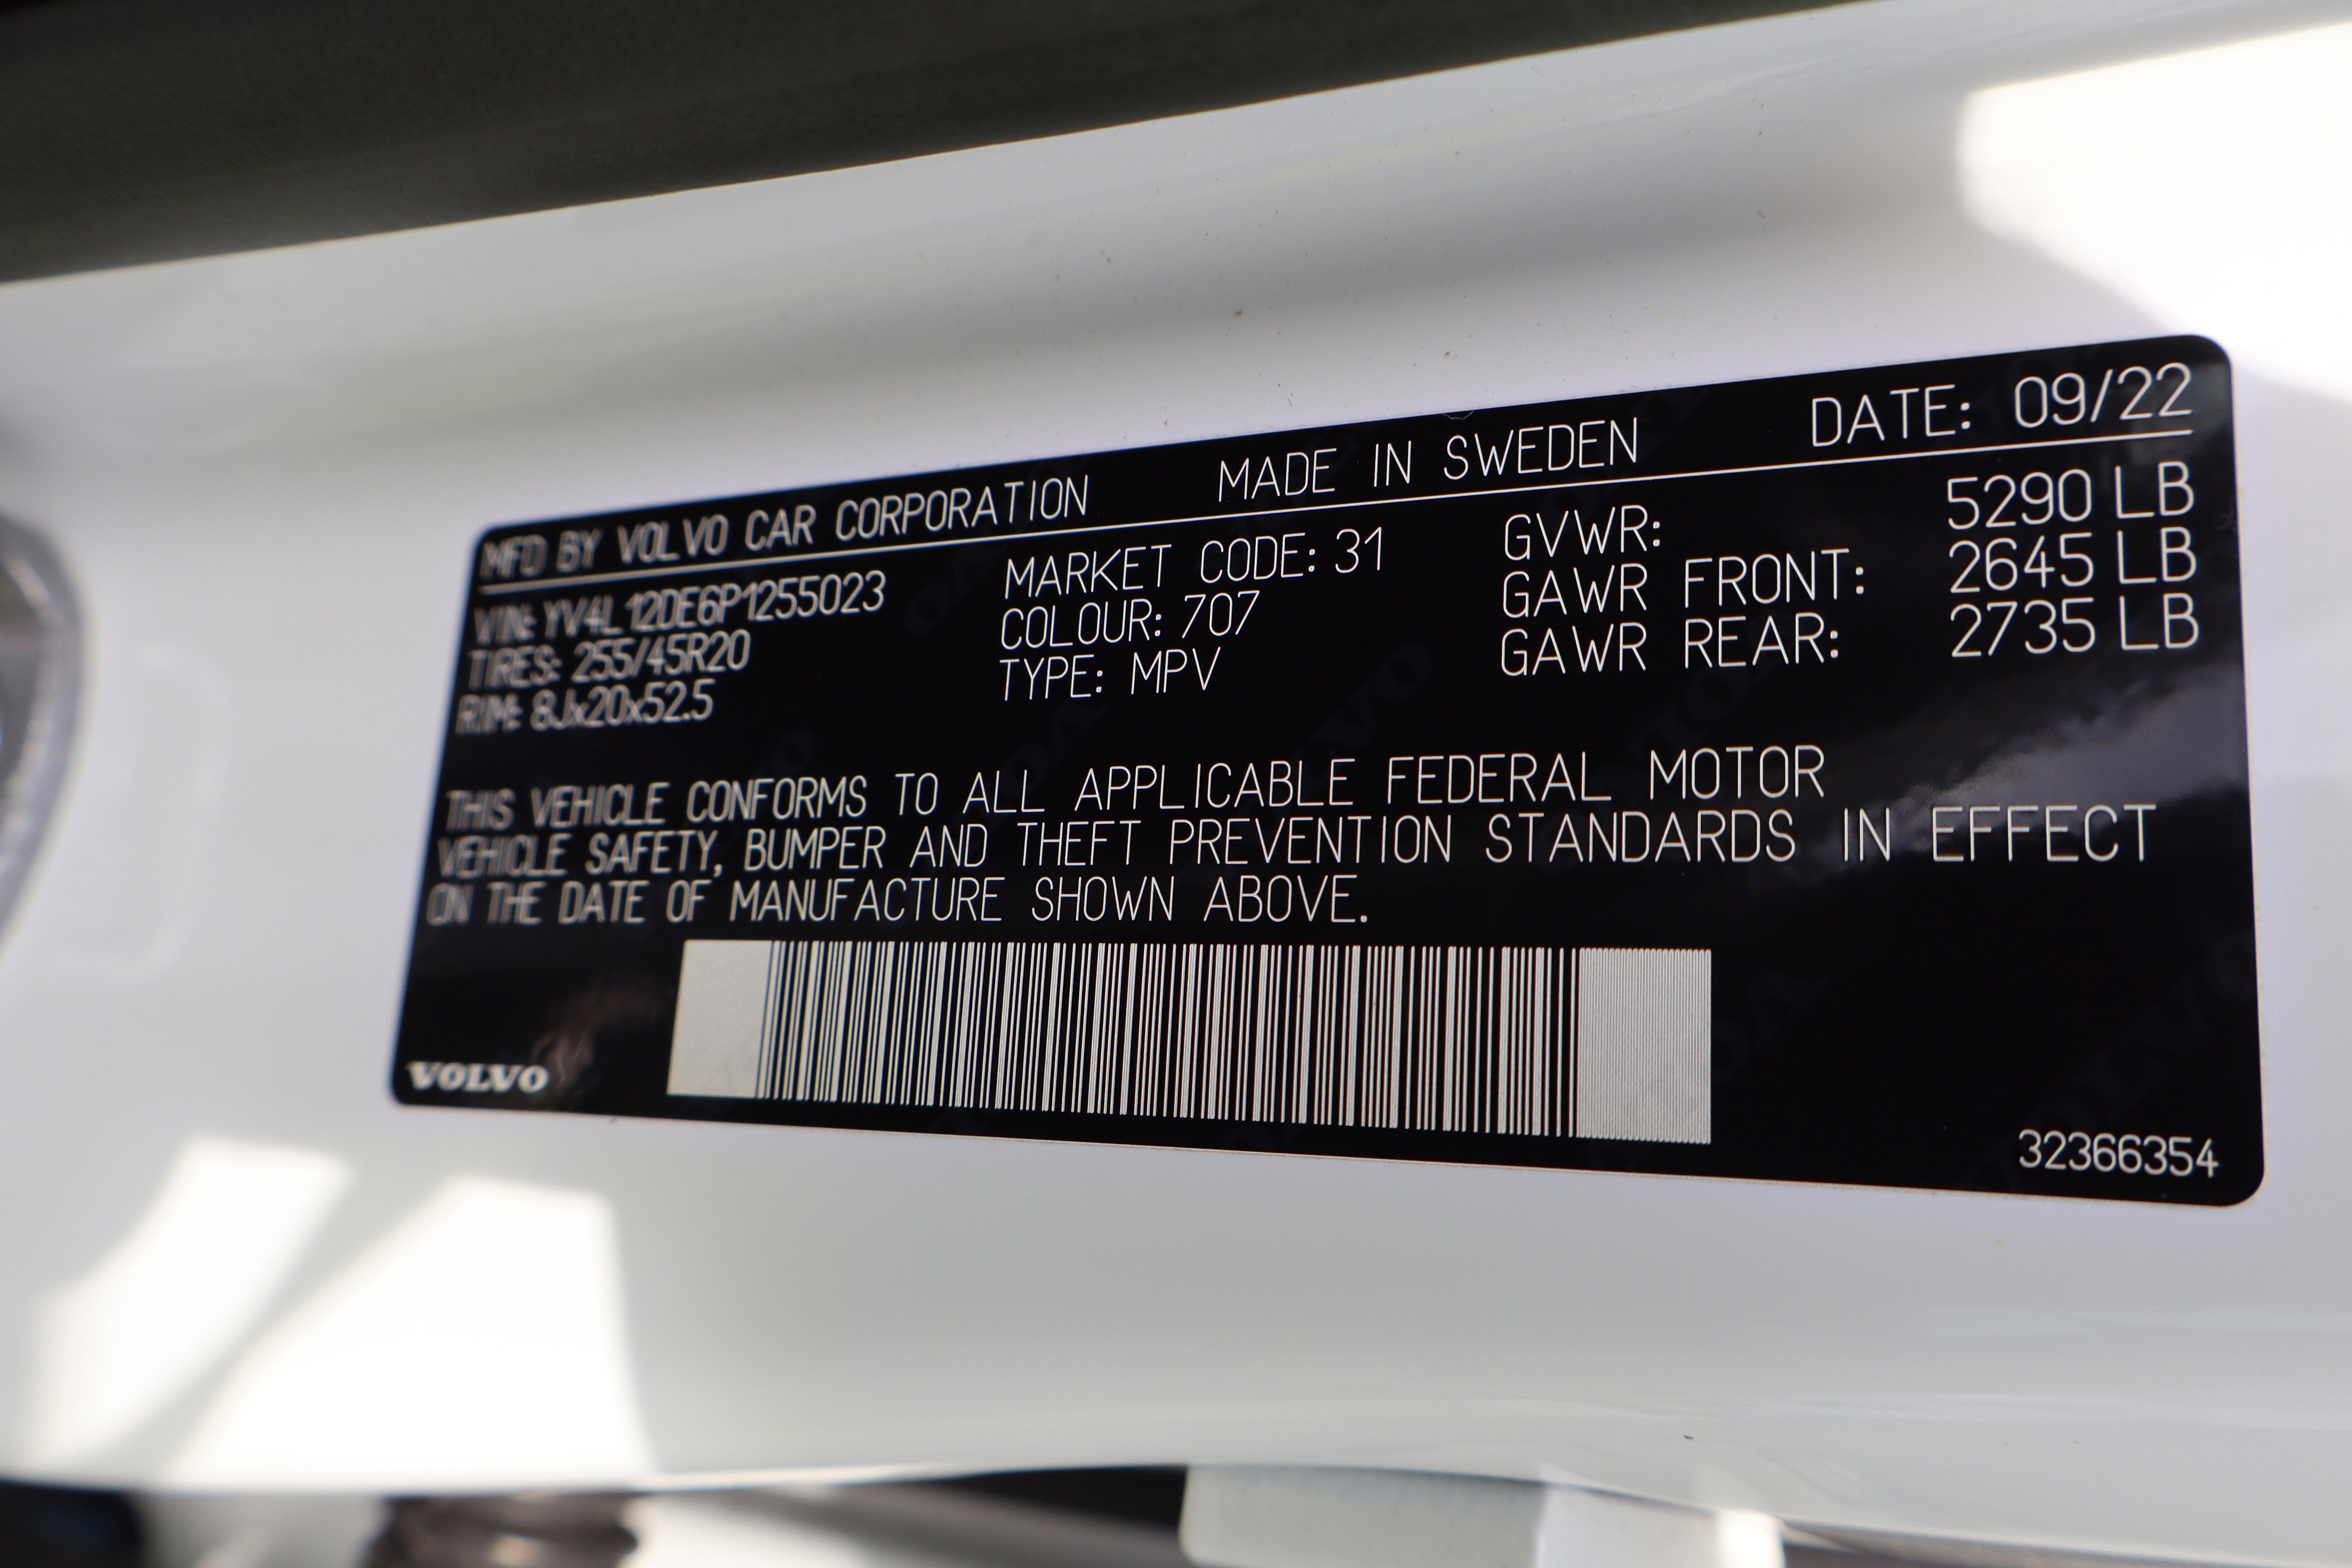 MFD BY VOLVO CAR CORPORATION MADE IN SWEDEN DATE: 09/22
VIN: YV4L12DE6P1255023 MARKET CODE: 31 GVWR: 5290 LB
TIRES: 255/45R20 COLOUR: 707 GAWR FRONT: 2645 LB
RIM: 8Jx20x52.5 TYPE: MPV GAWR REAR: 2735 LB
THIS VEHICLE CONFORMS TO ALL APPLICABLE FEDERAL MOTOR
VEHICLE SAFETY, BUMPER AND THEFT PREVENTION STANDARDS IN EFFECT
ON THE DATE OF MANUFACTURE SHOWN ABOVE.
VOLVO
32366354